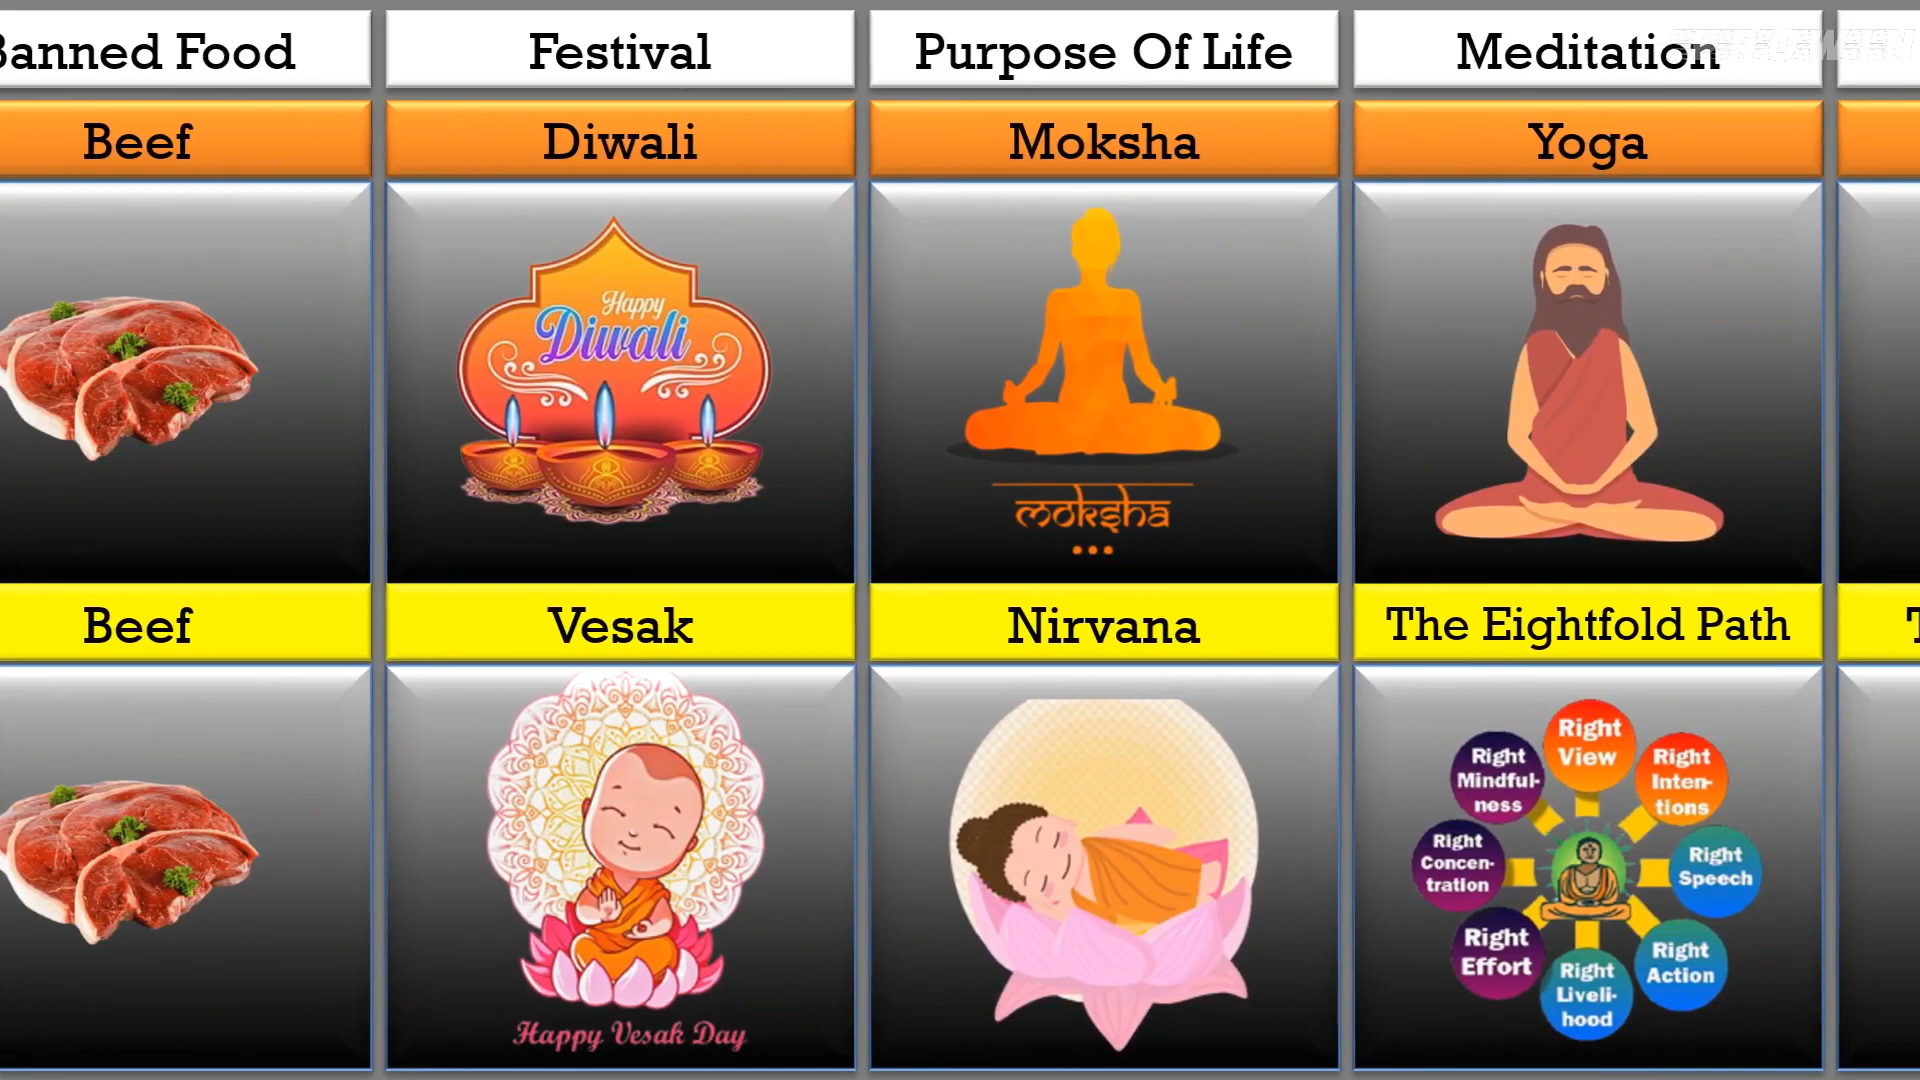 Banned Food
Festival
Purpose Of Life
Meditation
Beef
Diwali
Moksha
Yoga
Happy
Diwali
moksha
Beef
Vesak
Nirvana
The Eightfold Path
Happy Vesak Day
Right
View
Right
Inten-
tions
Right
Speech
Right
Action
Right
Liveli-
hood
Right
Effort
Right
Concen-
tration
Right
Mindful-
ness